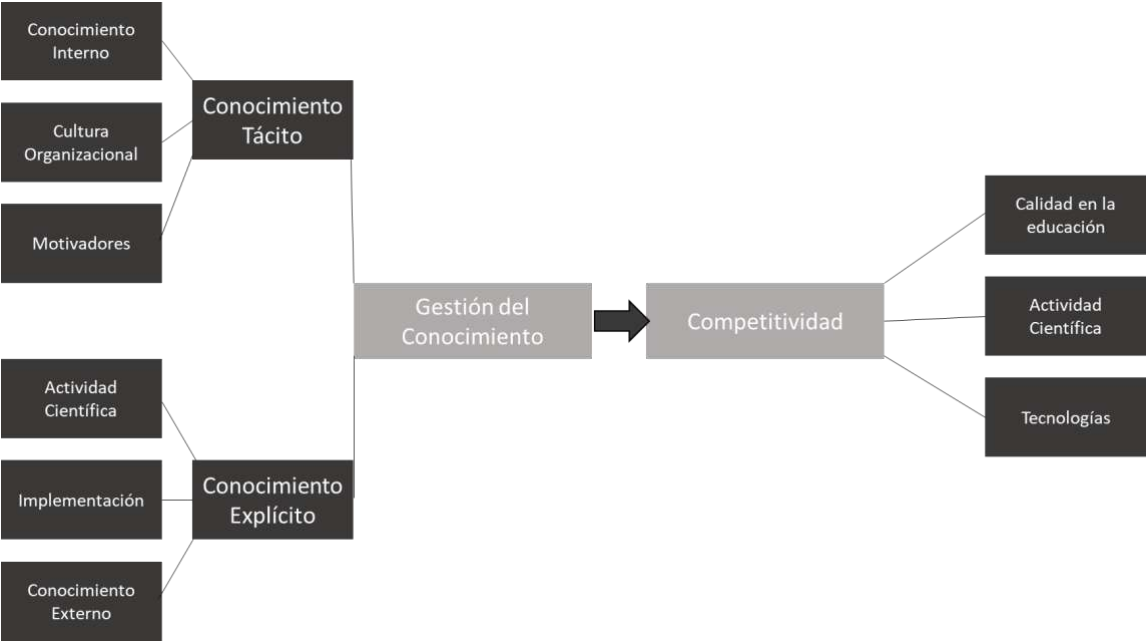 Conocimiento
Interno
Cultura
Organizacional
Motivadores
Conocimiento
Tácito
Actividad
Científica
Implementación
Conocimiento
Externo
Conocimiento
Explícito
Gestión del
Conocimiento
Competitividad
Calidad en la
educación
Actividad
Científica
Tecnologías